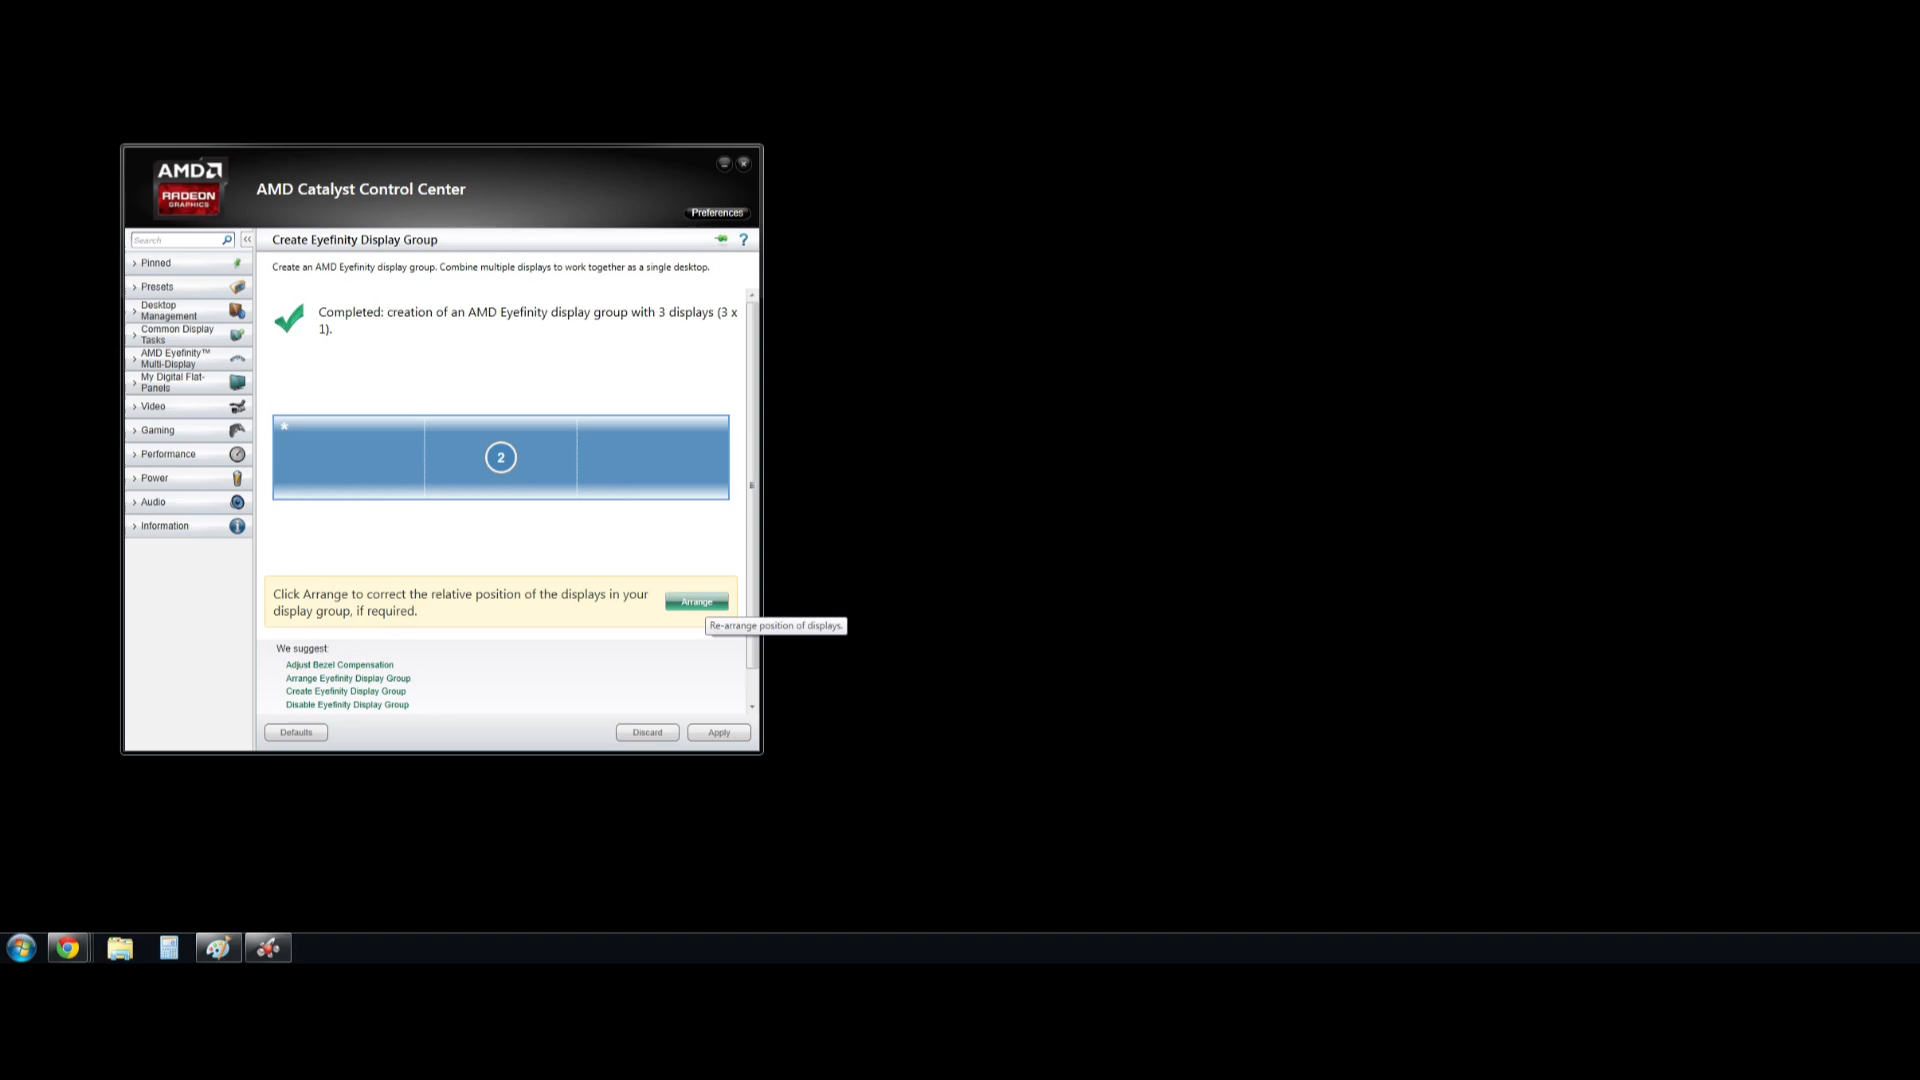 AMD
RADEON
GRAPHICS
AMD Catalyst Control Center
Preferences
Search
Create Eyefinity Display Group
?
Pinned
Presets
Desktop
Management
Common Display
Tasks
AMD Eyefinity™
Multi-Display
My Digital Flat-
Panels
Video
Gaming
Performance
Power
Audio
Information
Create an AMD Eyefinity display group. Combine multiple displays to work together as a single desktop.
Completed: creation of an AMD Eyefinity display group with 3 displays (3 x
1).
*
2
Click Arrange to correct the relative position of the displays in your
display group, if required.
Arrange
Re-arrange position of displays.
We suggest:
Adjust Bezel Compensation
Arrange Eyefinity Display Group
Create Eyefinity Display Group
Disable Eyefinity Display Group
Defaults
Discard
Apply